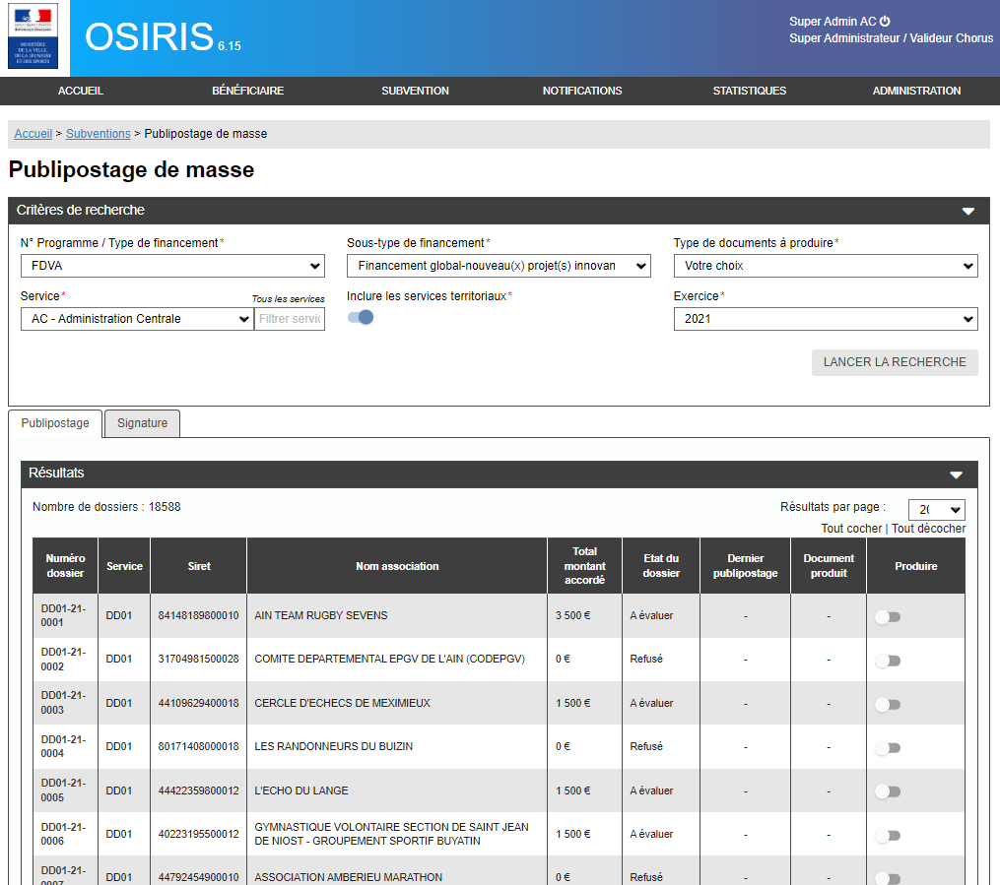 RÉPUBLIQUE FRANÇAISE
MINISTÈRE
DE LA VILLE,
DE LA JEUNESSE
ET DES SPORTS
OSIRIS 6.15
Super Admin AC
Super Administrateur / Valideur Chorus
ACCUEIL BÉNÉFICIAIRE SUBVENTION NOTIFICATIONS STATISTIQUES ADMINISTRATION
Accueil > Subventions > Publipostage de masse
Publipostage de masse
Critères de recherche
N° Programme / Type de financement* Sous-type de financement* Type de documents à produire*
FDVA Financement global-nouveau(x) projet(s) innovan Votre choix
Service* Tous les services Inclure les services territoriaux* Exercice*
AC - Administration Centrale Filtrer servic 2021
LANCER LA RECHERCHE
Publipostage Signature
Résultats
Nombre de dossiers : 18588 Résultats par page :
Tout cocher | Tout décocher
Numéro dossier Service Siret Nom association Total montant accordé Etat du dossier Dernier publipostage Document produit Produire
DD01-21-0001 DD01 84148189800010 AIN TEAM RUGBY SEVENS 3 500 € A évaluer - -
DD01-21-0002 DD01 31704981500028 COMITE DEPARTEMENTAL EPGV DE L'AIN (CODEPGV) 0 € Refusé - -
DD01-21-0003 DD01 44109629400018 CERCLE D'ECHECS DE MEXIMIEUX 1 500 € A évaluer - -
DD01-21-0004 DD01 80171408000018 LES RANDONNEURS DU BUIZIN 0 € Refusé - -
DD01-21-0005 DD01 44422359800012 L'ECHO DU LANGE 1 500 € A évaluer - -
DD01-21-0006 DD01 40223195500012 GYMNASTIQUE VOLONTAIRE SECTION DE SAINT JEAN DE NIOST - GROUPEMENT SPORTIF BUYATIN 1 500 € A évaluer - -
DD01-21-0007 DD01 44792454900010 ASSOCIATION AMBERIEU MARATHON 0 € Refusé - -